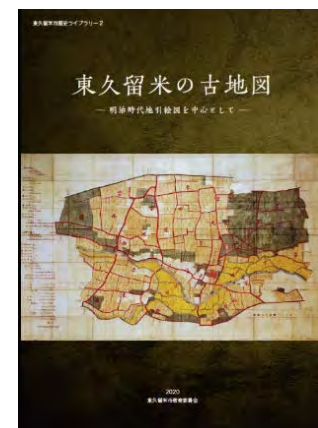 東久留米市歴史ライブラリー2
東久留米の古地図
― 明治時代地引絵図を中心として ―
2020
東久留米市教育委員会